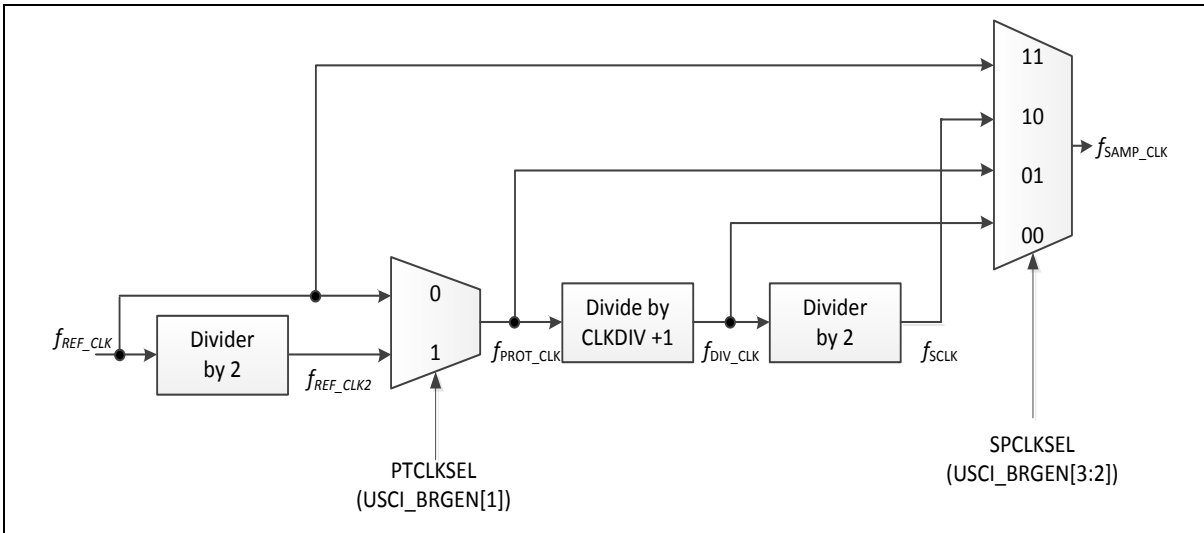 11
10
01
00
fSAMP_CLK
0
1
fREF_CLK
Divider
by 2
fREF_CLK2
fPROT_CLK
Divide by
CLKDIV +1
fDIV_CLK
Divider
by 2
fSCLK
PTCLKSEL
(USCI_BRGEN[1])
SPCLKSEL
(USCI_BRGEN[3:2])